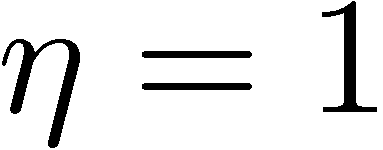 η = 1